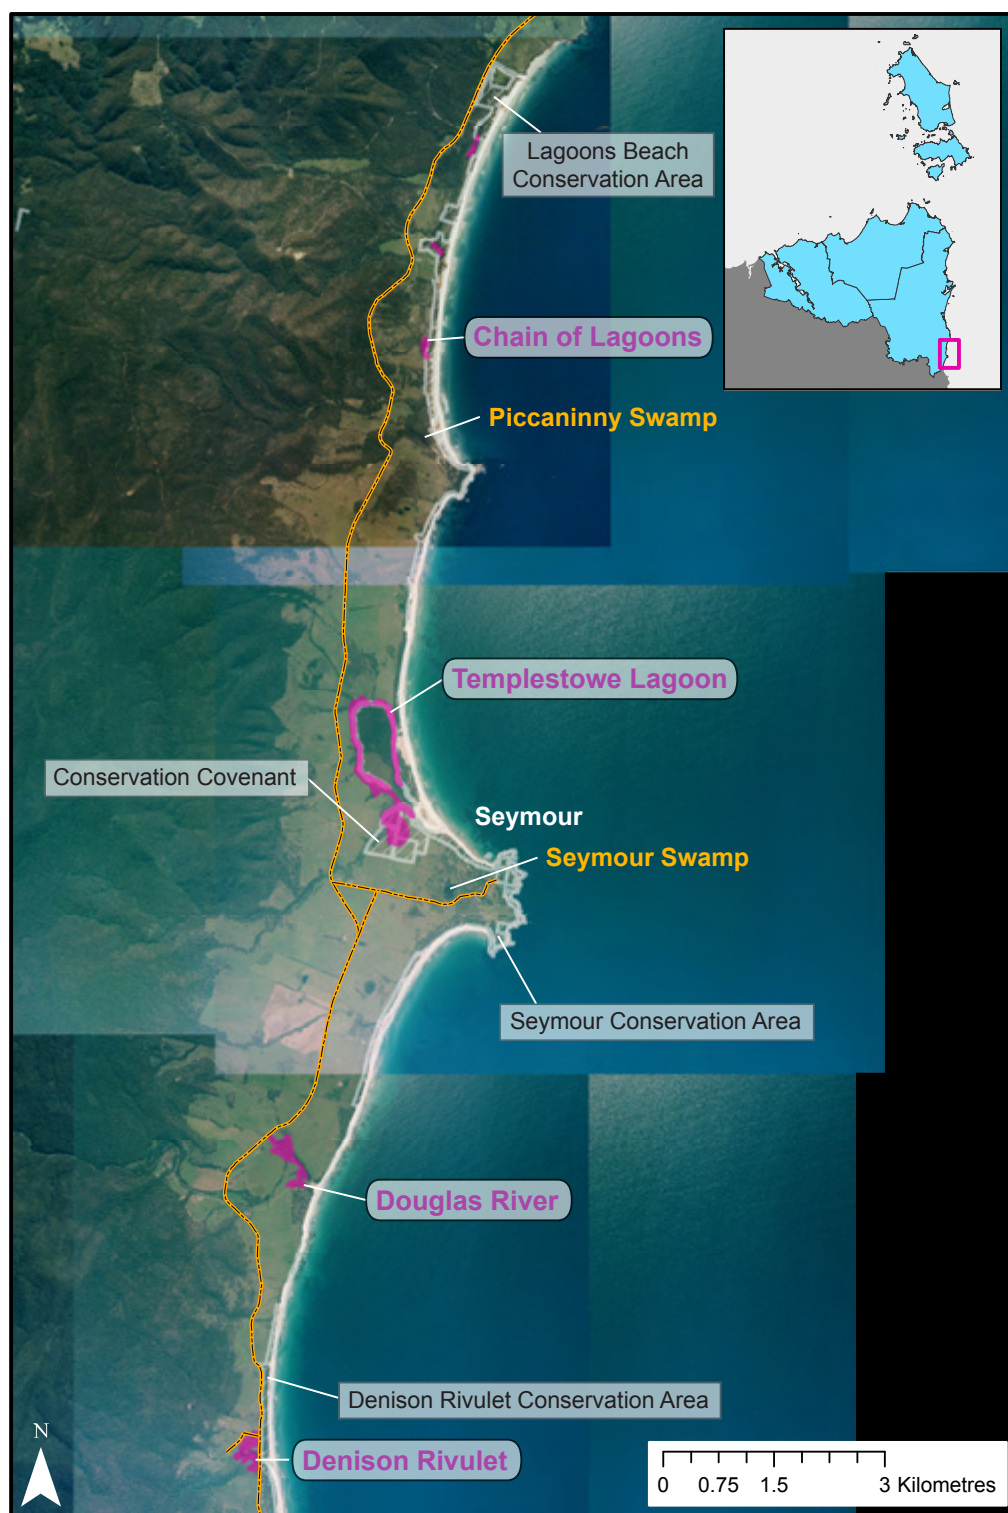 Lagoons Beach
Conservation Area
Chain of Lagoons
Piccaninny Swamp
Templestowe Lagoon
Conservation Covenant
Seymour
Seymour Swamp
Seymour Conservation Area
Douglas River
Denison Rivulet Conservation Area
N
Denison Rivulet
0 0.75 1.5 3 Kilometres